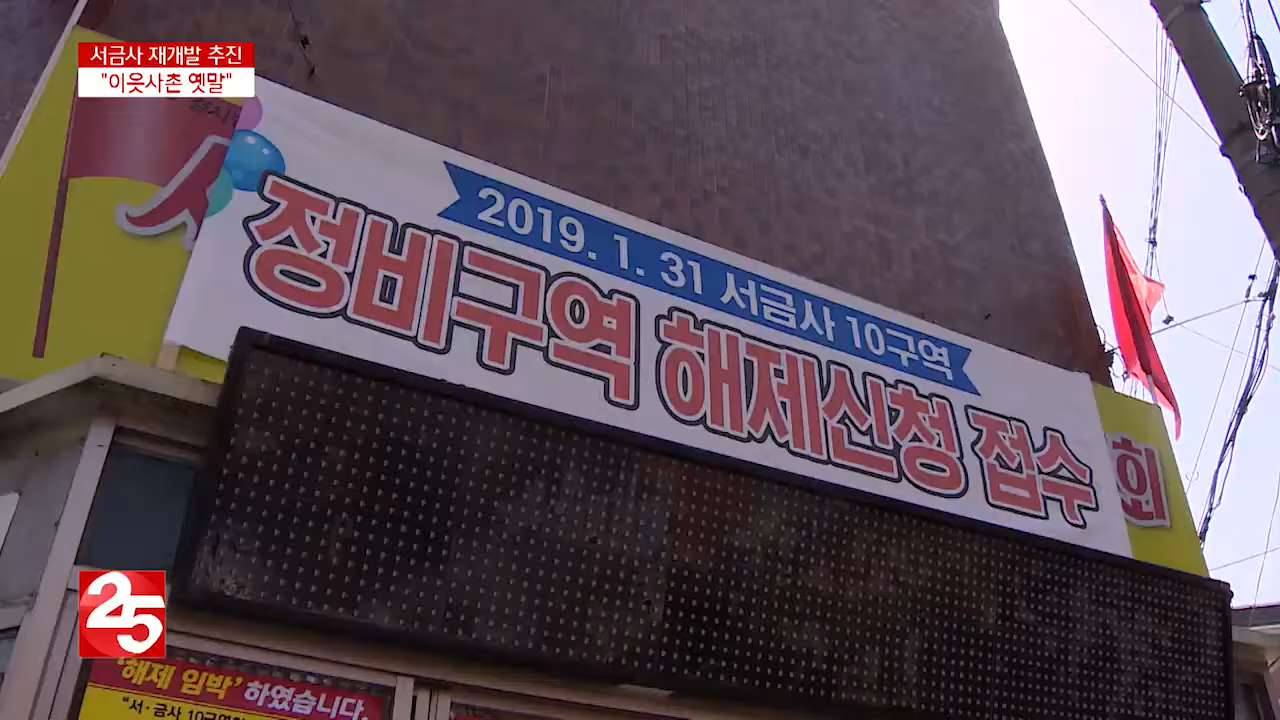 서금사 재개발 추진
"이웃사촌 옛말"
2019. 1. 31 서금사 10구역
정비구역 해제신청 접수
회
25
'해제 임박' 하였습니다.
"서·금사 10구역